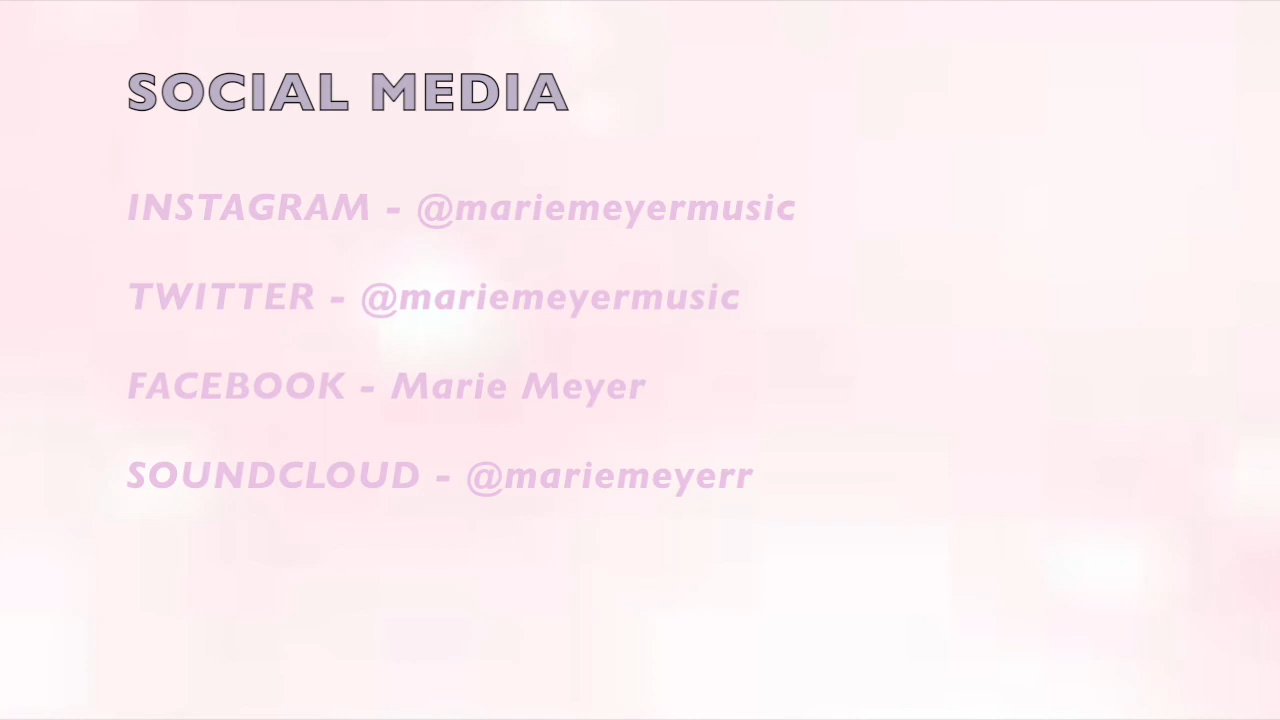 SOCIAL MEDIA
INSTAGRAM - @mariemeyermusic
TWITTER - @mariemeyermusic
FACEBOOK - Marie Meyer
SOUNDCLOUD - @mariemeyerr